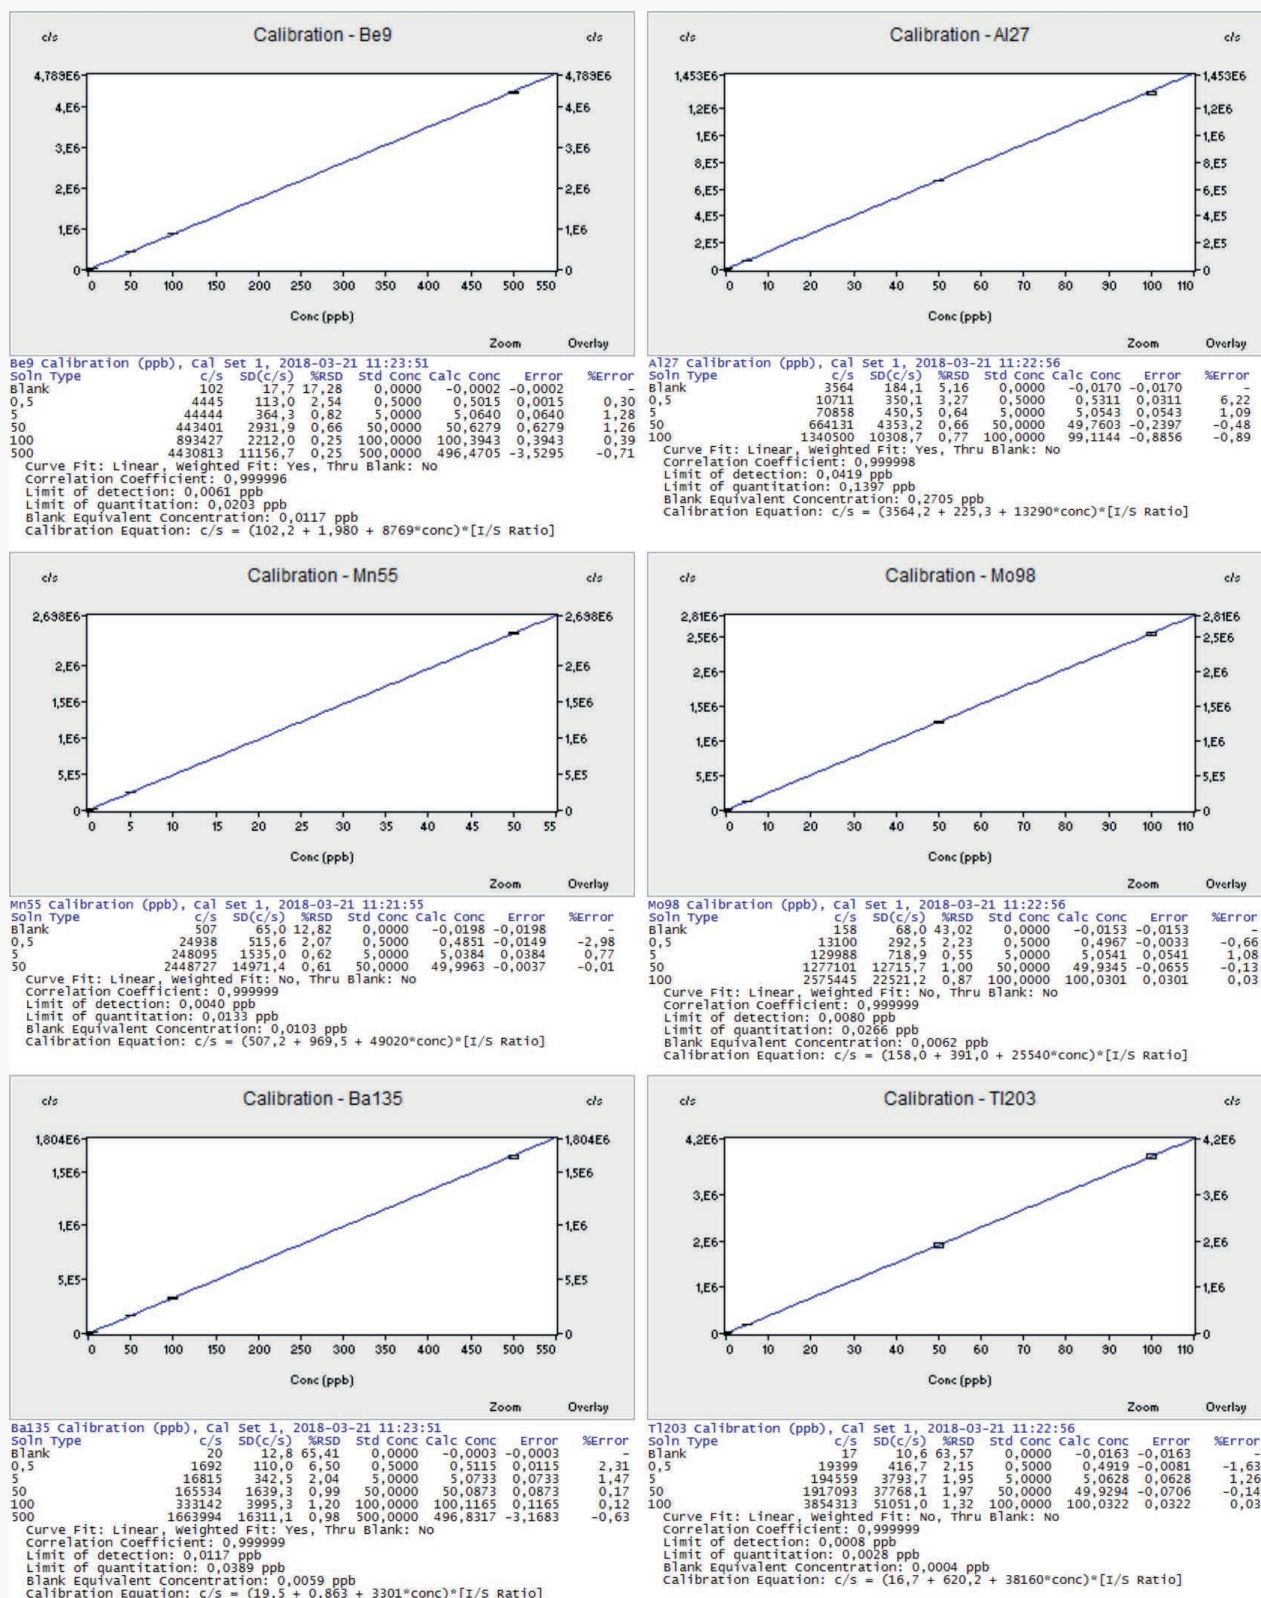 c/s Calibration - Be9 c/s
4,789E6 4,789E6
4,E6 4,E6
3,E6 3,E6
2,E6 2,E6
1,E6 1,E6
0 0
0 50 100 150 200 250 300 350 400 450 500 550
Conc (ppb)
Zoom Overlay
Be9 Calibration (ppb), Cal Set 1, 2018-03-21 11:23:51
Soln Type c/s SD(c/s) %RSD Std Conc Calc Conc Error %Error
Blank 102 17,7 17,28 0,0000 -0,0002 -0,0002 -
0,5 4445 113,0 2,54 0,5000 0,5015 0,0015 0,30
5 44444 364,3 0,82 5,0000 5,0640 0,0640 1,28
50 443401 2931,9 0,66 50,0000 50,6279 0,6279 1,26
100 893427 2212,0 0,25 100,0000 100,3943 0,3943 0,39
500 4430813 11156,7 0,25 500,0000 496,4705 -3,5295 -0,71
Curve Fit: Linear, Weighted Fit: Yes, Thru Blank: No
Correlation Coefficient: 0,999996
Limit of detection: 0,0061 ppb
Limit of quantitation: 0,0203 ppb
Blank Equivalent Concentration: 0,0117 ppb
Calibration Equation: c/s = (102,2 + 1,980 + 8769*conc)*[I/S Ratio]
c/s Calibration - Al27 c/s
1,453E6 1,453E6
1,2E6 1,2E6
1,E6 1,E6
8,E5 8,E5
6,E5 6,E5
4,E5 4,E5
2,E5 2,E5
0 0
0 10 20 30 40 50 60 70 80 90 100 110
Conc (ppb)
Zoom Overlay
Al27 Calibration (ppb), Cal Set 1, 2018-03-21 11:22:56
Soln Type c/s SD(c/s) %RSD Std Conc Calc Conc Error %Error
Blank 3564 184,1 5,16 0,0000 -0,0170 -0,0170 -
0,5 10711 350,1 3,27 0,5000 0,5311 0,0311 6,22
5 70858 450,5 0,64 5,0000 5,0543 0,0543 1,09
50 664131 4353,2 0,66 50,0000 49,7603 -0,2397 -0,48
100 1340500 10308,7 0,77 100,0000 99,1144 -0,8856 -0,89
Curve Fit: Linear, Weighted Fit: Yes, Thru Blank: No
Correlation Coefficient: 0,999998
Limit of detection: 0,0419 ppb
Limit of quantitation: 0,1397 ppb
Blank Equivalent Concentration: 0,2705 ppb
Calibration Equation: c/s = (3564,2 + 225,3 + 13290*conc)*[I/S Ratio]
c/s Calibration - Mn55 c/s
2,698E6 2,698E6
2,E6 2,E6
1,5E6 1,5E6
1,E6 1,E6
5,E5 5,E5
0 0
0 5 10 15 20 25 30 35 40 45 50 55
Conc (ppb)
Zoom Overlay
Mn55 Calibration (ppb), Cal Set 1, 2018-03-21 11:21:55
Soln Type c/s SD(c/s) %RSD Std Conc Calc Conc Error %Error
Blank 507 65,0 12,82 0,0000 -0,0198 -0,0198 -
0,5 24938 515,6 2,07 0,5000 0,4851 -0,0149 -2,98
5 248095 1535,0 0,62 5,0000 5,0384 0,0384 0,77
50 2448727 14971,4 0,61 50,0000 49,9963 -0,0037 -0,01
Curve Fit: Linear, Weighted Fit: No, Thru Blank: No
Correlation Coefficient: 0,999999
Limit of detection: 0,0040 ppb
Limit of quantitation: 0,0133 ppb
Blank Equivalent Concentration: 0,0103 ppb
Calibration Equation: c/s = (507,2 + 969,5 + 49020*conc)*[I/S Ratio]
c/s Calibration - Mo98 c/s
2,81E6 2,81E6
2,5E6 2,5E6
2,E6 2,E6
1,5E6 1,5E6
1,E6 1,E6
5,E5 5,E5
0 0
0 10 20 30 40 50 60 70 80 90 100 110
Conc (ppb)
Zoom Overlay
Mo98 Calibration (ppb), Cal Set 1, 2018-03-21 11:22:56
Soln Type c/s SD(c/s) %RSD Std Conc Calc Conc Error %Error
Blank 158 68,0 43,02 0,0000 -0,0153 -0,0153 -
0,5 13100 292,5 2,23 0,5000 0,4967 -0,0033 -0,66
5 129988 718,9 0,55 5,0000 5,0541 0,0541 1,08
50 1277101 12715,7 1,00 50,0000 49,9345 -0,0655 -0,13
100 2575445 22521,2 0,87 100,0000 100,0301 0,0301 0,03
Curve Fit: Linear, Weighted Fit: No, Thru Blank: No
Correlation Coefficient: 0,999999
Limit of detection: 0,0080 ppb
Limit of quantitation: 0,0266 ppb
Blank Equivalent Concentration: 0,0062 ppb
Calibration Equation: c/s = (158,0 + 391,0 + 25540*conc)*[I/S Ratio]
c/s Calibration - Ba135 c/s
1,804E6 1,804E6
1,5E6 1,5E6
1,E6 1,E6
5,E5 5,E5
0 0
0 50 100 150 200 250 300 350 400 450 500 550
Conc (ppb)
Zoom Overlay
Ba135 Calibration (ppb), Cal Set 1, 2018-03-21 11:23:51
Soln Type c/s SD(c/s) %RSD Std Conc Calc Conc Error %Error
Blank 20 12,8 65,41 0,0000 -0,0003 -0,0003 -
0,5 1692 110,0 6,50 0,5000 0,5115 0,0115 2,31
5 16815 342,5 2,04 5,0000 5,0733 0,0733 1,47
50 165534 1639,3 0,99 50,0000 50,0873 0,0873 0,17
100 333142 3995,3 1,20 100,0000 100,1165 0,1165 0,12
500 1663994 16311,1 0,98 500,0000 496,8317 -3,1683 -0,63
Curve Fit: Linear, Weighted Fit: Yes, Thru Blank: No
Correlation Coefficient: 0,999999
Limit of detection: 0,0117 ppb
Limit of quantitation: 0,0389 ppb
Blank Equivalent Concentration: 0,0059 ppb
Calibration Equation: c/s = (19,5 + 0,863 + 3301*conc)*[I/S Ratio]
c/s Calibration - Tl203 c/s
4,2E6 4,2E6
3,E6 3,E6
2,E6 2,E6
1,E6 1,E6
0 0
0 10 20 30 40 50 60 70 80 90 100 110
Conc (ppb)
Zoom Overlay
Tl203 Calibration (ppb), Cal Set 1, 2018-03-21 11:22:56
Soln Type c/s SD(c/s) %RSD Std Conc Calc Conc Error %Error
Blank 17 10,6 63,57 0,0000 -0,0163 -0,0163 -
0,5 19399 416,7 2,15 0,5000 0,4919 -0,0081 -1,63
5 194559 3793,7 1,95 5,0000 5,0628 0,0628 1,26
50 1917093 37768,1 1,97 50,0000 49,9294 -0,0706 -0,14
100 3854313 51051,0 1,32 100,0000 100,0322 0,0322 0,03
Curve Fit: Linear, Weighted Fit: No, Thru Blank: No
Correlation Coefficient: 0,999999
Limit of detection: 0,0008 ppb
Limit of quantitation: 0,0028 ppb
Blank Equivalent Concentration: 0,0004 ppb
Calibration Equation: c/s = (16,7 + 620,2 + 38160*conc)*[I/S Ratio]